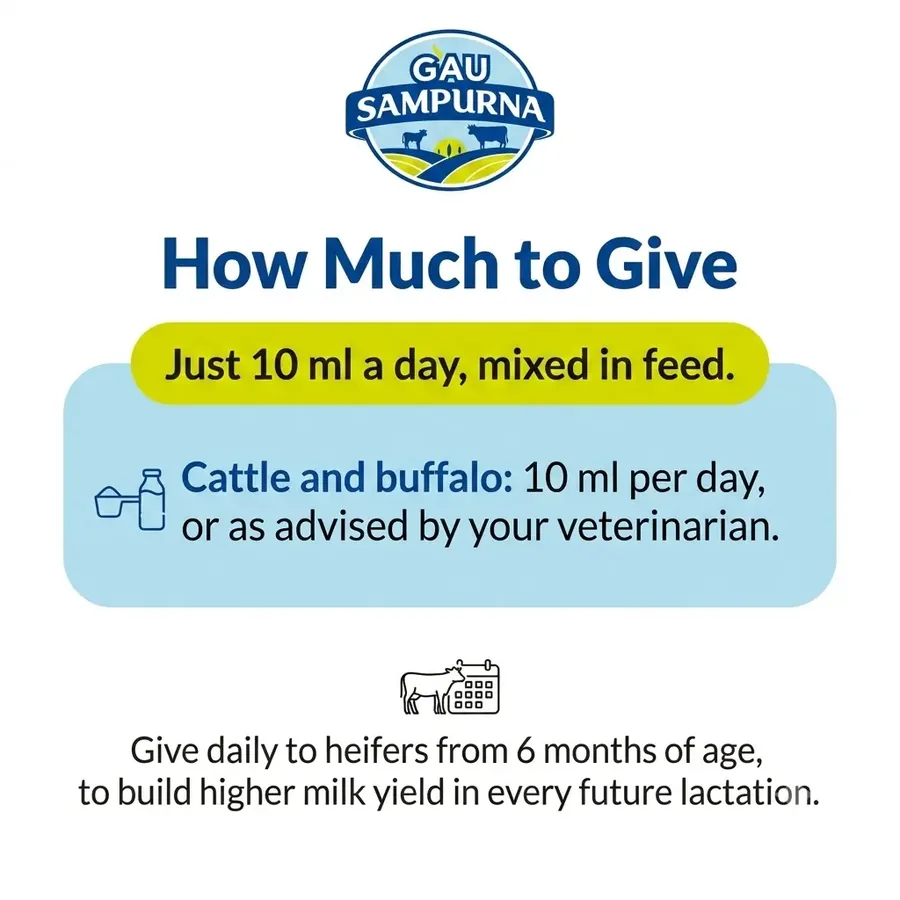 GAU
SAMPURNA
How Much to Give
Just 10 ml a day, mixed in feed.
Cattle and buffalo: 10 ml per day,
or as advised by your veterinarian.
Give daily to heifers from 6 months of age,
to build higher milk yield in every future lactation.